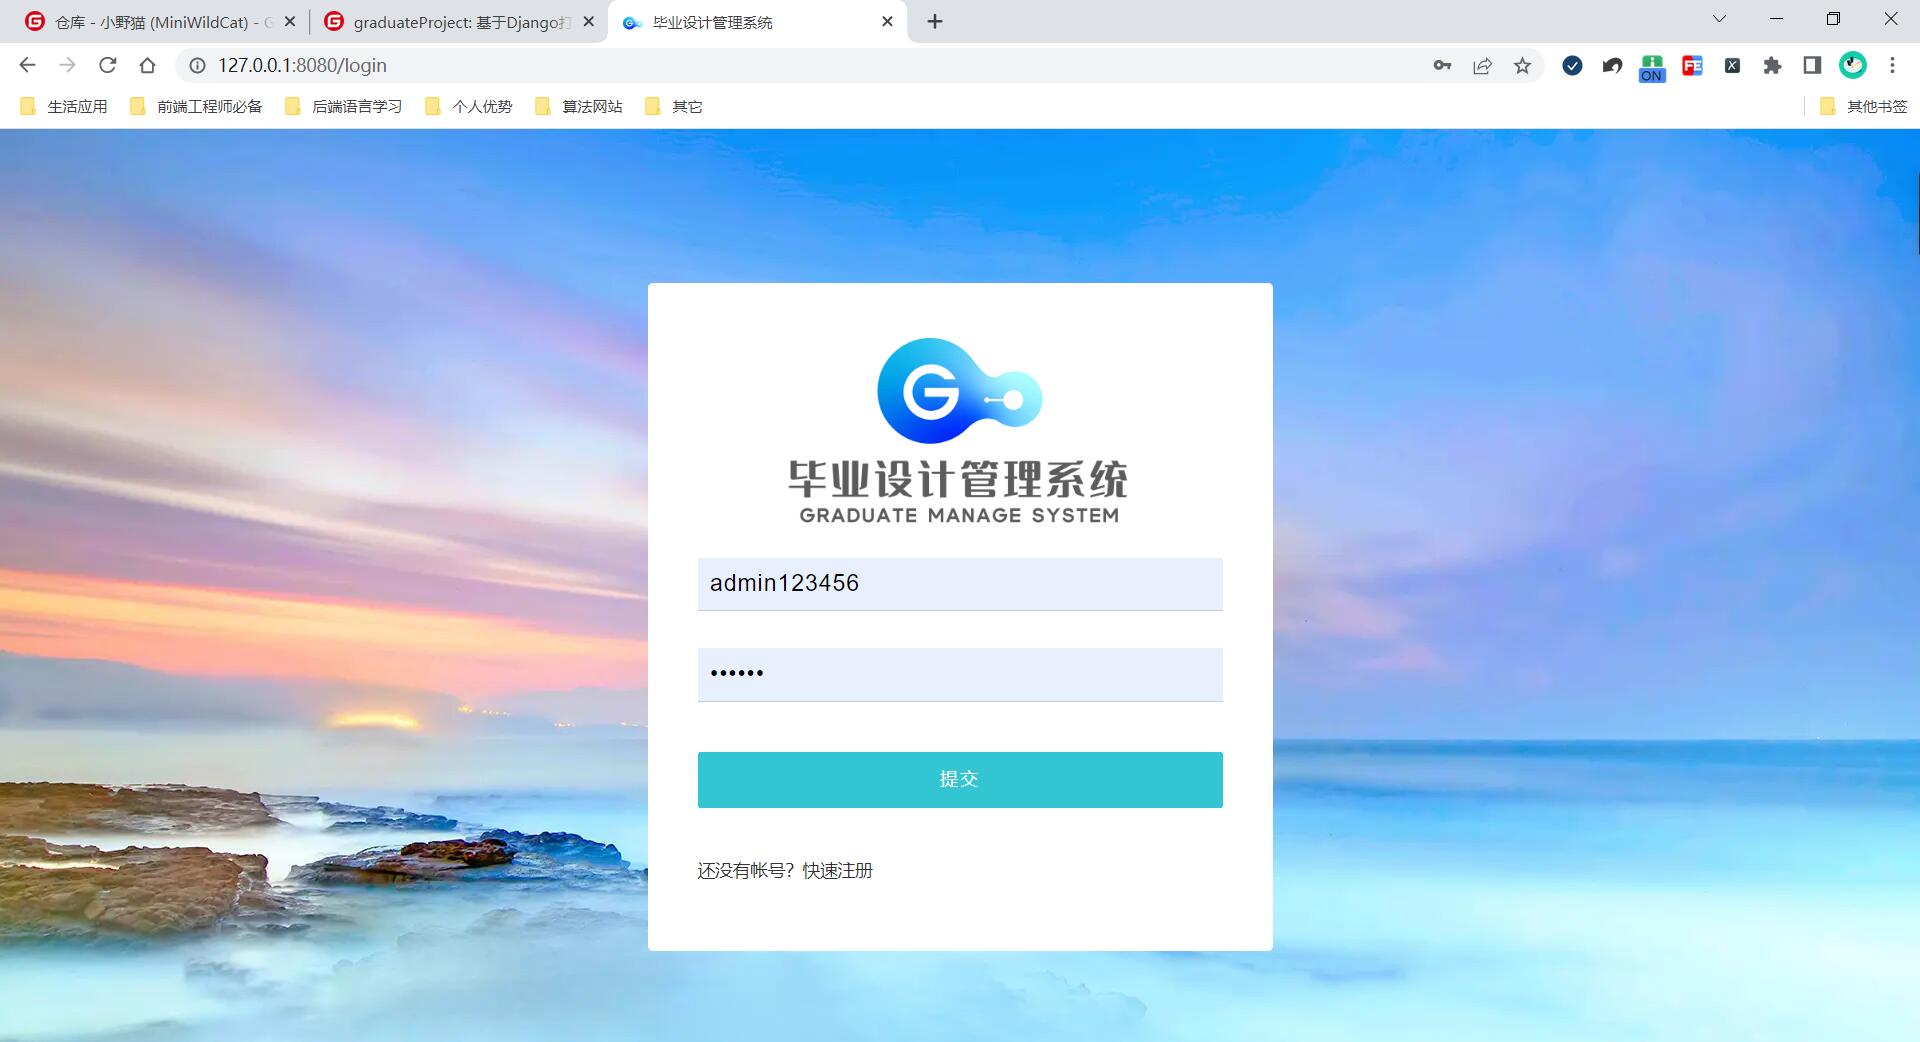 仓库 - 小野猫 (MiniWildCat) - G
graduateProject: 基于Django打
毕业设计管理系统
127.0.0.1:8080/login
ON
FE
X
生活应用
前端工程师必备
后端语言学习
个人优势
算法网站
其它
其他书签
G
毕业设计管理系统
GRADUATE MANAGE SYSTEM
admin123456
••••••
提交
还没有帐号？快速注册